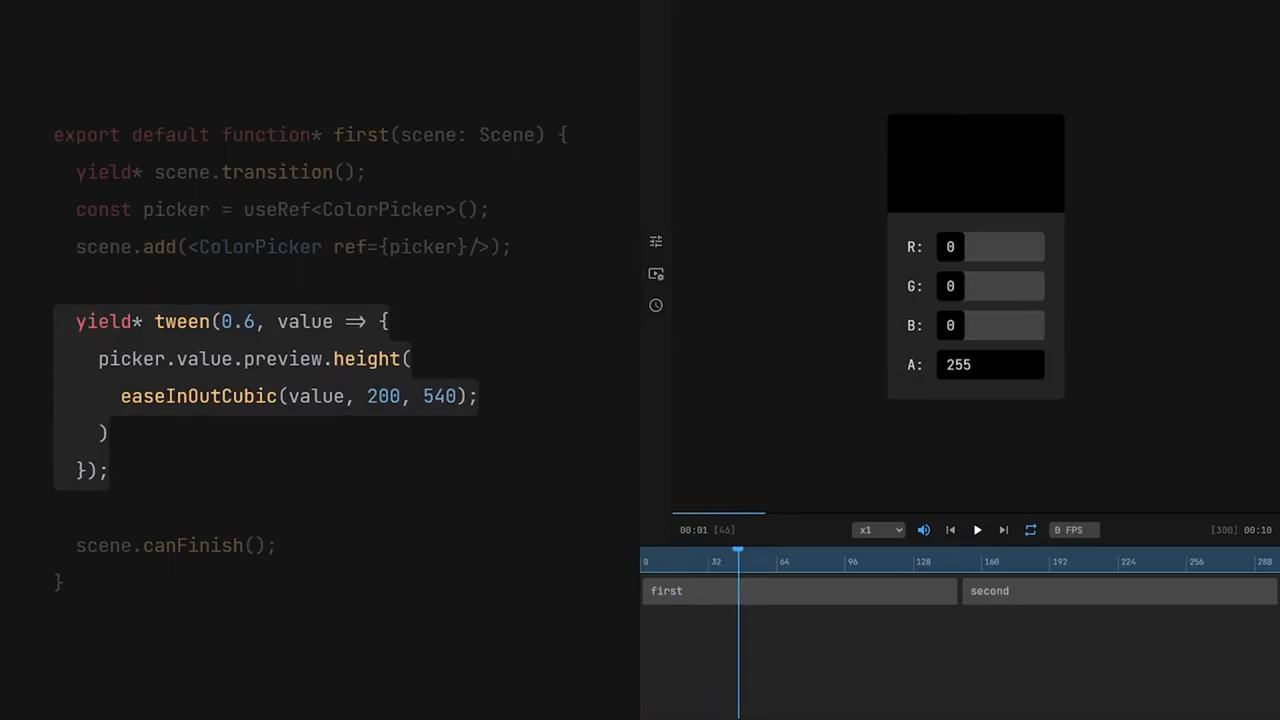 export default function* first(scene: Scene) {
yield* scene.transition();
const picker = useRef<ColorPicker>();
scene.add(<ColorPicker ref={picker}/>);
yield* tween(0.6, value => {
picker.value.preview.height(
easeInOutCubic(value, 200, 540);
)
});
scene.canFinish();
}
R: 0
G: 0
B: 0
A: 255
00:01 [46] x1 0 FPS [300] 00:10
0 32 64 96 128 160 192 224 256 288
first second